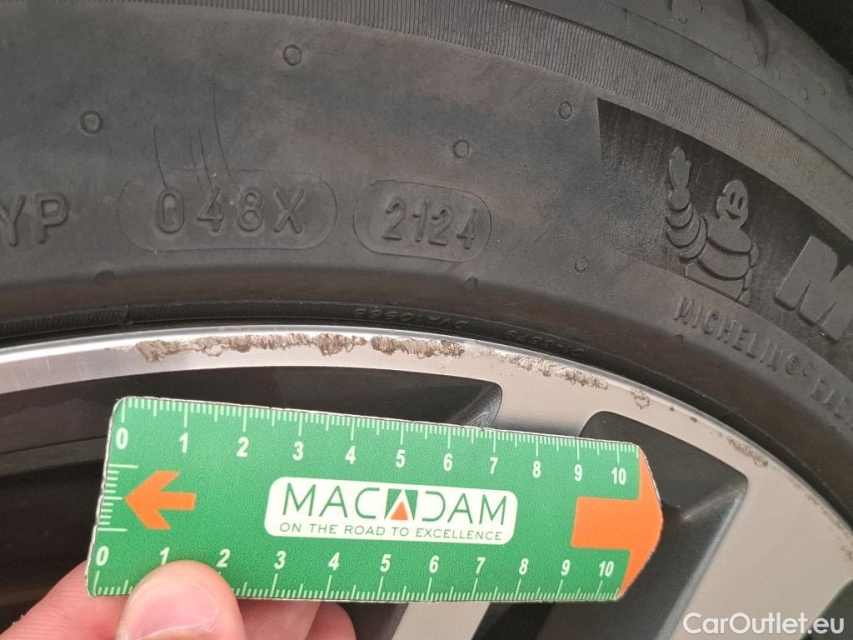 YP 048X 2124
M
MICHELIN
0 1 2 3 4 5 6 7 8 9 10
MACADAM
ON THE ROAD TO EXCELLENCE
0 1 2 3 4 5 6 7 8 9 10
CarOutlet.eu